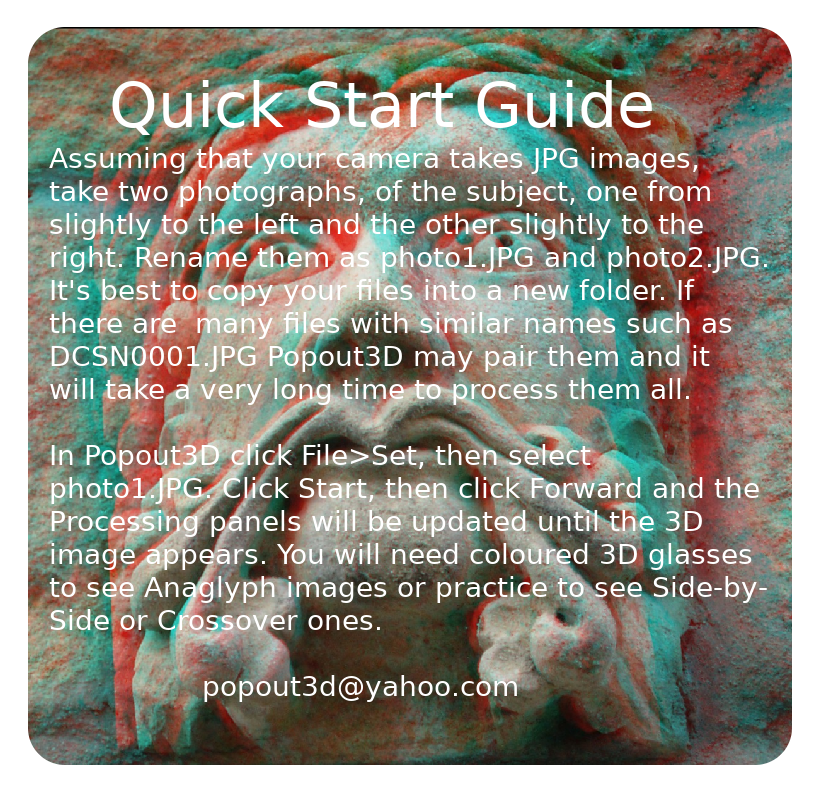 Quick Start Guide
Assuming that your camera takes JPG images,
take two photographs, of the subject, one from
slightly to the left and the other slightly to the
right. Rename them as photo1.JPG and photo2.JPG.
It's best to copy your files into a new folder. If
there are  many files with similar names such as
DCSN0001.JPG Popout3D may pair them and it
will take a very long time to process them all.

In Popout3D click File>Set, then select
photo1.JPG. Click Start, then click Forward and the
Processing panels will be updated until the 3D
image appears. You will need coloured 3D glasses
to see Anaglyph images or practice to see Side-by-
Side or Crossover ones.

popout3d@yahoo.com